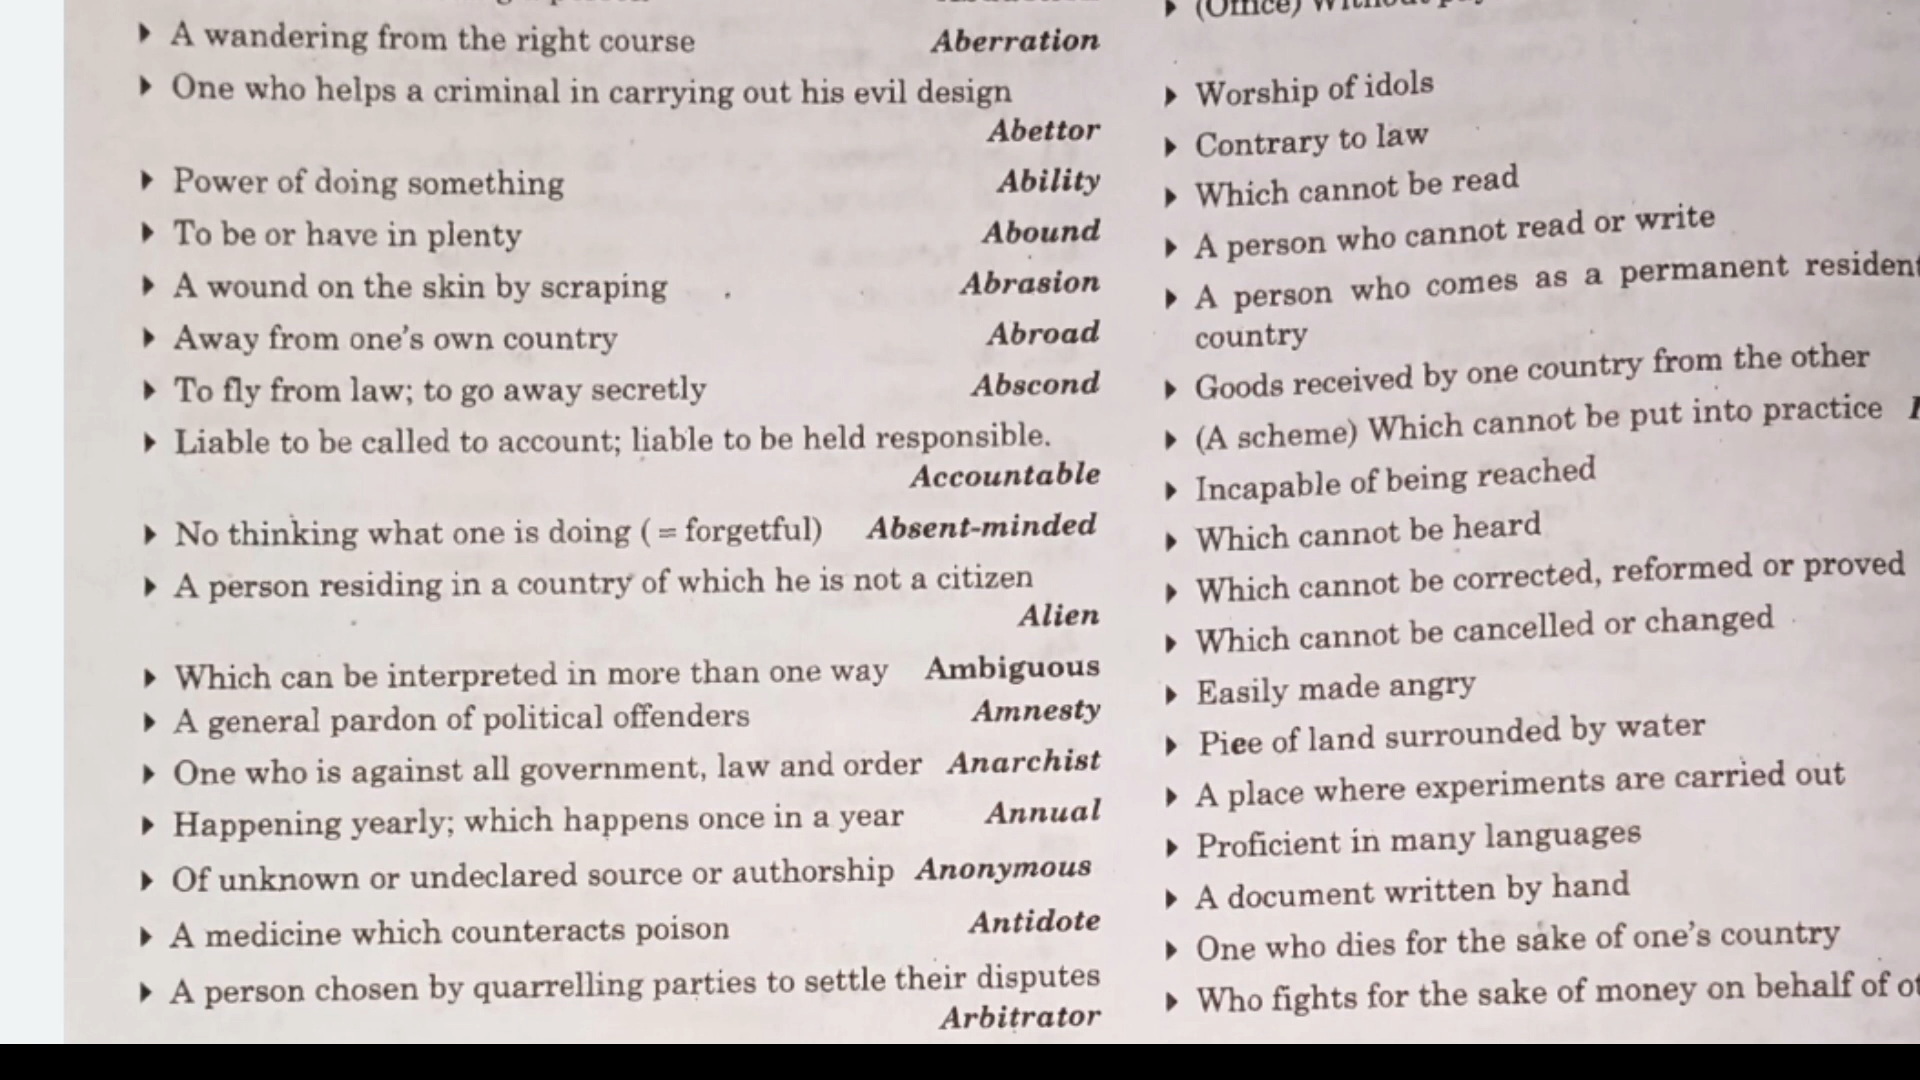 A wandering from the right course Aberration
One who helps a criminal in carrying out his evil design
Abettor
Power of doing something Ability
To be or have in plenty Abound
A wound on the skin by scraping Abrasion
Away from one's own country Abroad
To fly from law; to go away secretly Abscond
Liable to be called to account; liable to be held responsible.
Accountable
No thinking what one is doing ( = forgetful) Absent-minded
A person residing in a country of which he is not a citizen
Alien
Which can be interpreted in more than one way Ambiguous
A general pardon of political offenders Amnesty
One who is against all government, law and order Anarchist
Happening yearly; which happens once in a year Annual
Of unknown or undeclared source or authorship Anonymous
A medicine which counteracts poison Antidote
A person chosen by quarrelling parties to settle their disputes
Arbitrator
(Office)
Worship of idols
Contrary to law
Which cannot be read
A person who cannot read or write
A person who comes as a permanent resident
country
Goods received by one country from the other
(A scheme) Which cannot be put into practice
Incapable of being reached
Which cannot be heard
Which cannot be corrected, reformed or proved
Which cannot be cancelled or changed
Easily made angry
Piee of land surrounded by water
A place where experiments are carried out
Proficient in many languages
A document written by hand
One who dies for the sake of one's country
Who fights for the sake of money on behalf of